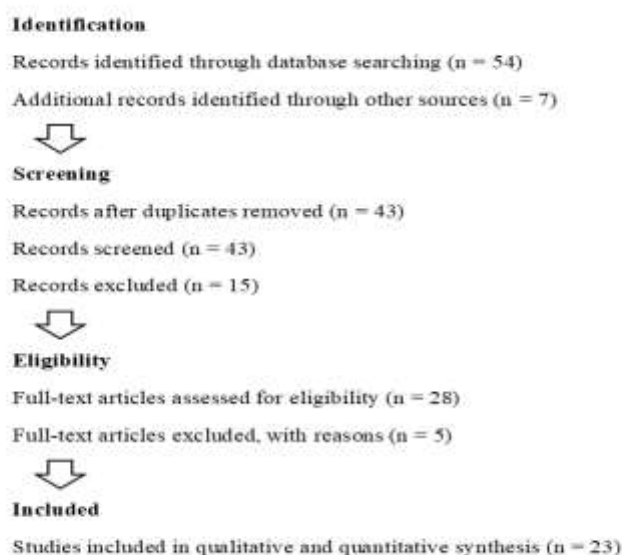 Identification
Records identified through database searching (n = 54)
Additional records identified through other sources (n = 7)
Screening
Records after duplicates removed (n = 43)
Records screened (n = 43)
Records excluded (n = 15)
Eligibility
Full-text articles assessed for eligibility (n = 28)
Full-text articles excluded, with reasons (n = 5)
Included
Studies included in qualitative and quantitative synthesis (n = 23)